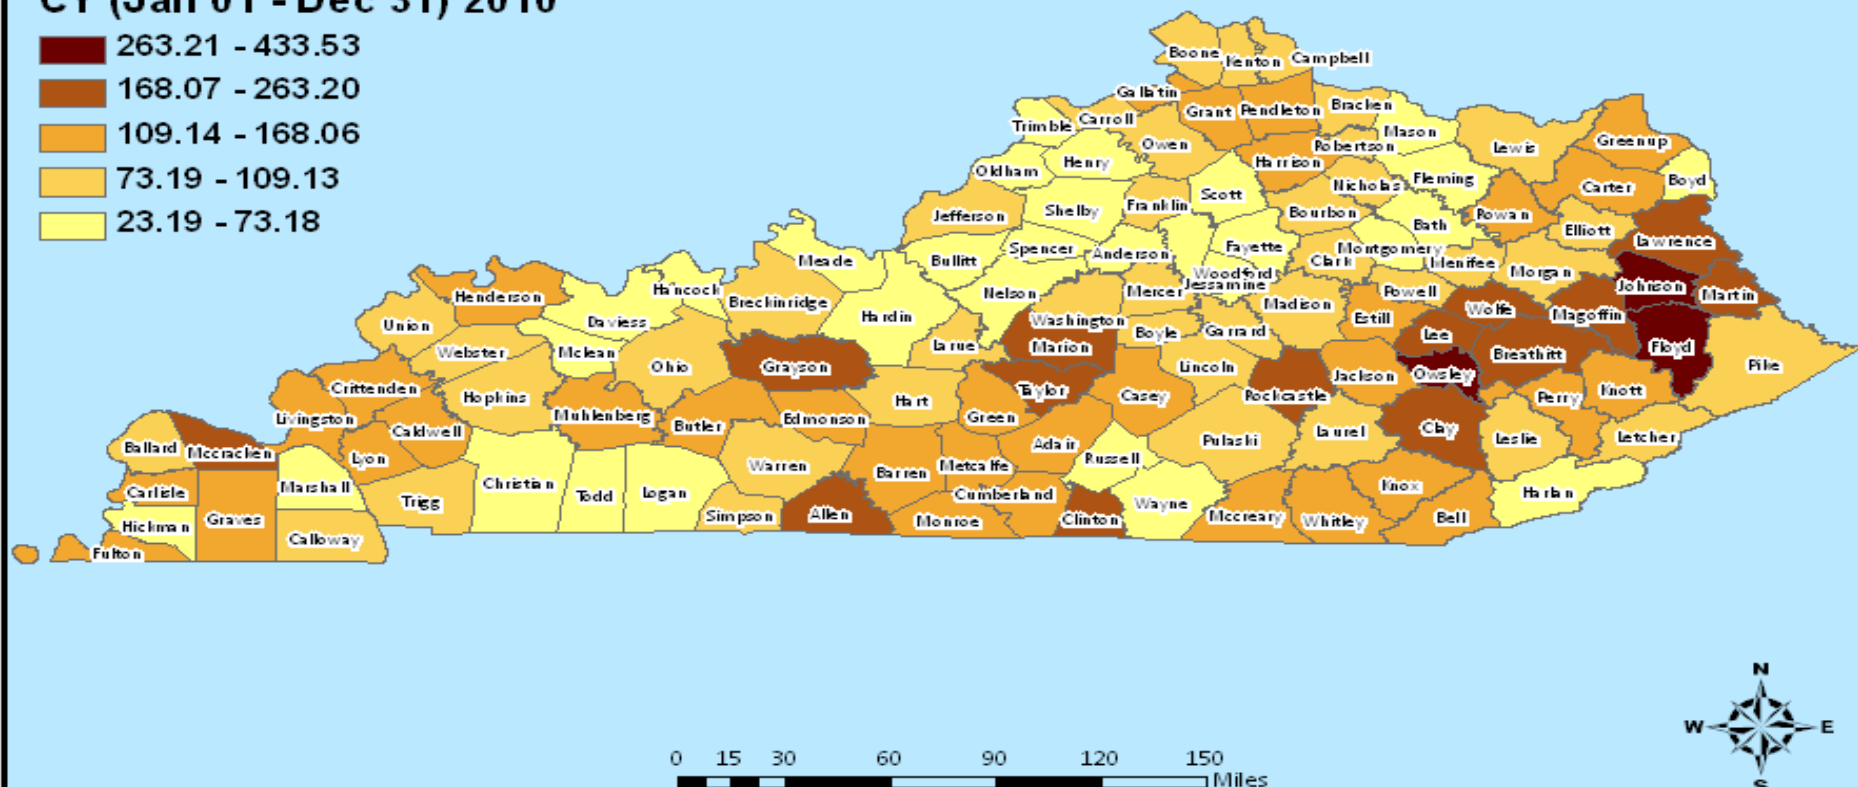 CY (Jan 01 - Dec 31) 2010
263.21 - 433.53
168.07 - 263.20
109.14 - 168.06
73.19 - 109.13
23.19 - 73.18
Boone
Kenton
Campbell
Gallatin
Grant
Pendleton
Bracken
Trimble
Carroll
Owen
Harrison
Robertson
Mason
Lewis
Greenup
Oldham
Henry
Nicholas
Fleming
Carter
Boyd
Jefferson
Shelby
Franklin
Scott
Bourbon
Bath
Rowan
Elliott
Lawrence
Meade
Bullitt
Spencer
Anderson
Fayette
Woodford
Jessamine
Clark
Montgomery
Menifee
Morgan
Johnson
Martin
Henderson
Hancock
Breckinridge
Hardin
Nelson
Mercer
Madison
Powell
Estill
Wolfe
Magoffin
Union
Daviess
Washington
Boyle
Garrard
Lee
Breathitt
Floyd
Pike
Webster
Mclean
Ohio
Grayson
Larue
Marion
Lincoln
Rockcastle
Jackson
Owsley
Crittenden
Hopkins
Muhlenberg
Butler
Edmonson
Hart
Green
Taylor
Casey
Perry
Knott
Livingston
Caldwell
Lyon
Ballard
Mccracken
Warren
Barren
Metcalfe
Adair
Russell
Pulaski
Laurel
Clay
Leslie
Letcher
Carlisle
Graves
Marshall
Trigg
Christian
Todd
Logan
Simpson
Allen
Monroe
Cumberland
Clinton
Wayne
Mccreary
Whitley
Knox
Bell
Harlan
Hickman
Fulton
Calloway
N
W
E
S
0 15 30 60 90 120 150
Miles